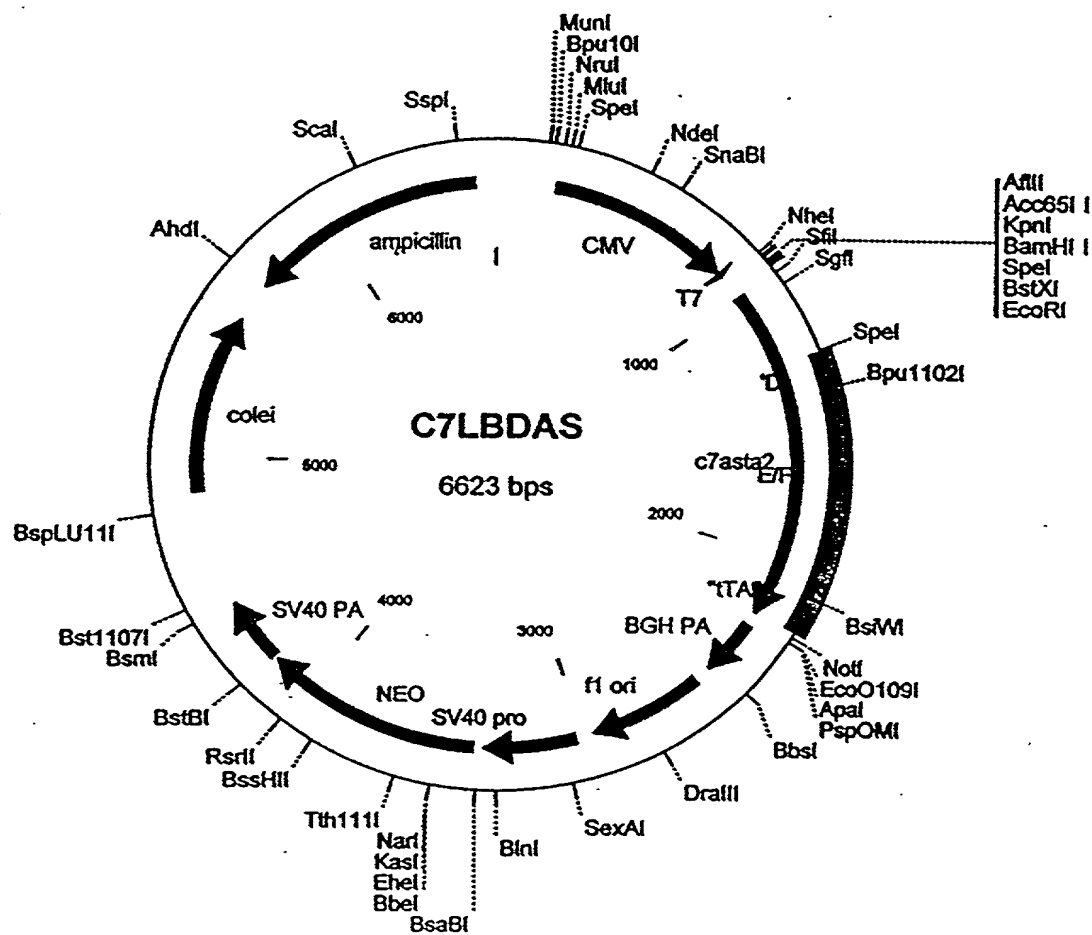 MunI
Bpu10I
NruI
MluI
SpeI
SspI
ScaI
NdeI
SnaBI
AhdI
NheI
SfiI
SgfI
AflII
Acc65I I
KpnI
BamHI I
SpeI
BstXI
EcoRI
ampicillin
CMV
T7
6000
1000
SpeI
Bpu1102I
"D
colei
C7LBDAS
c7asta2
E/F
5000
6623 bps
2000
BspLU11I
"tTAS
SV40 PA
4000
3000
BGH PA
BsiWI
Bst1107I
BsmI
NotI
EcoO109I
ApaI
PspOMI
NEO
SV40 pro
f1 ori
BstBI
BbsI
RsrII
BssHII
DraIII
Tth111I
SexAI
NarI
KasI
EheI
BbeI
BsaBI
BlnI